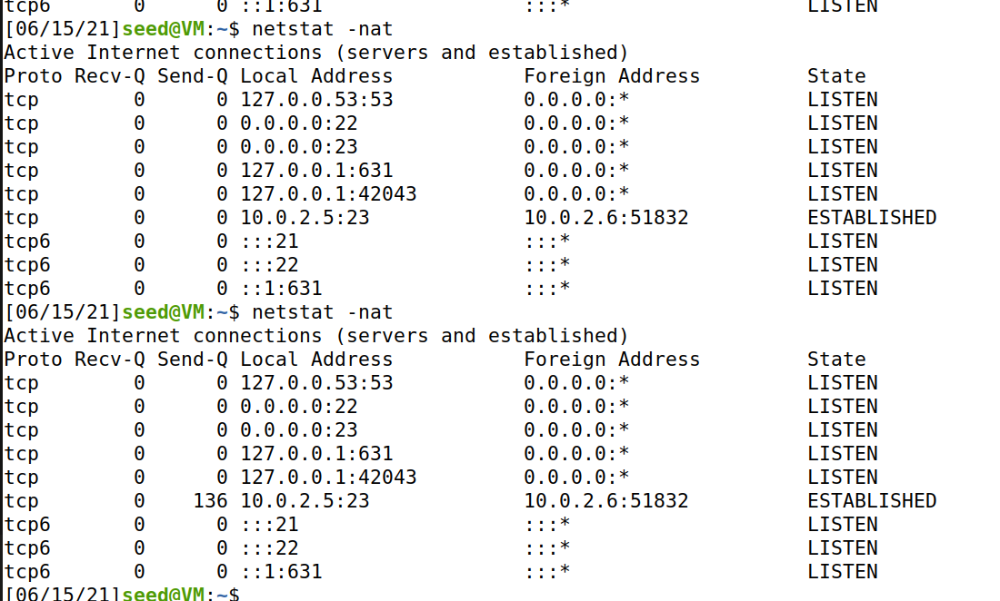 tcp6       0      0 ::1:631                 :::*                    LISTEN
[06/15/21]seed@VM:~$ netstat -nat
Active Internet connections (servers and established)
Proto Recv-Q Send-Q Local Address           Foreign Address         State
tcp        0      0 127.0.0.53:53           0.0.0.0:*               LISTEN
tcp        0      0 0.0.0.0:22              0.0.0.0:*               LISTEN
tcp        0      0 0.0.0.0:23              0.0.0.0:*               LISTEN
tcp        0      0 127.0.0.1:631           0.0.0.0:*               LISTEN
tcp        0      0 127.0.0.1:42043         0.0.0.0:*               LISTEN
tcp        0      0 10.0.2.5:23             10.0.2.6:51832          ESTABLISHED
tcp6       0      0 :::21                   :::*                    LISTEN
tcp6       0      0 :::22                   :::*                    LISTEN
tcp6       0      0 ::1:631                 :::*                    LISTEN
[06/15/21]seed@VM:~$ netstat -nat
Active Internet connections (servers and established)
Proto Recv-Q Send-Q Local Address           Foreign Address         State
tcp        0      0 127.0.0.53:53           0.0.0.0:*               LISTEN
tcp        0      0 0.0.0.0:22              0.0.0.0:*               LISTEN
tcp        0      0 0.0.0.0:23              0.0.0.0:*               LISTEN
tcp        0      0 127.0.0.1:631           0.0.0.0:*               LISTEN
tcp        0      0 127.0.0.1:42043         0.0.0.0:*               LISTEN
tcp        0    136 10.0.2.5:23             10.0.2.6:51832          ESTABLISHED
tcp6       0      0 :::21                   :::*                    LISTEN
tcp6       0      0 :::22                   :::*                    LISTEN
tcp6       0      0 ::1:631                 :::*                    LISTEN
[06/15/21]seed@VM:~$